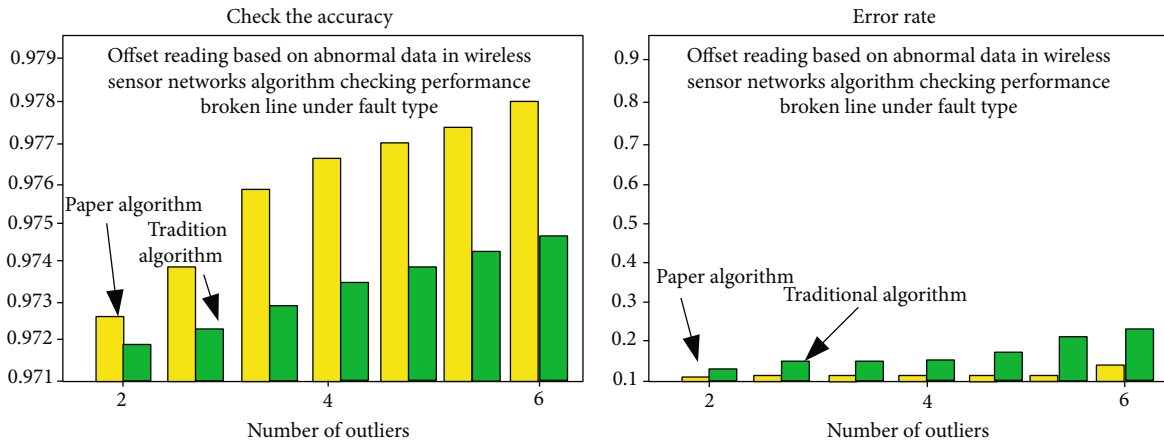 Check the accuracy
Offset reading based on abnormal data in wireless
sensor networks algorithm checking performance
broken line under fault type
0.979
0.978
0.977
0.976
0.975
0.974
0.973
0.972
0.971
Paper algorithm
Tradition
algorithm
2
4
6
Number of outliers
Error rate
Offset reading based on abnormal data in wireless
sensor networks algorithm checking performance
broken line under fault type
0.9
0.8
0.7
0.6
0.5
0.4
0.3
0.2
0.1
Paper algorithm
Traditional algorithm
2
4
6
Number of outliers